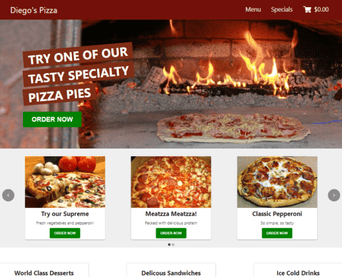 Diego's Pizza
Menu Specials $0.00
TRY ONE OF OUR
TASTY SPECIALTY
PIZZA PIES
ORDER NOW
Try our Supreme Meatzza Meatzza! Classic Pepperoni
Fresh vegetables and pepperoni Packed with delicious protein So simple, so tasty
ORDER NOW ORDER NOW ORDER NOW
World Class Desserts Delicous Sandwiches Ice Cold Drinks